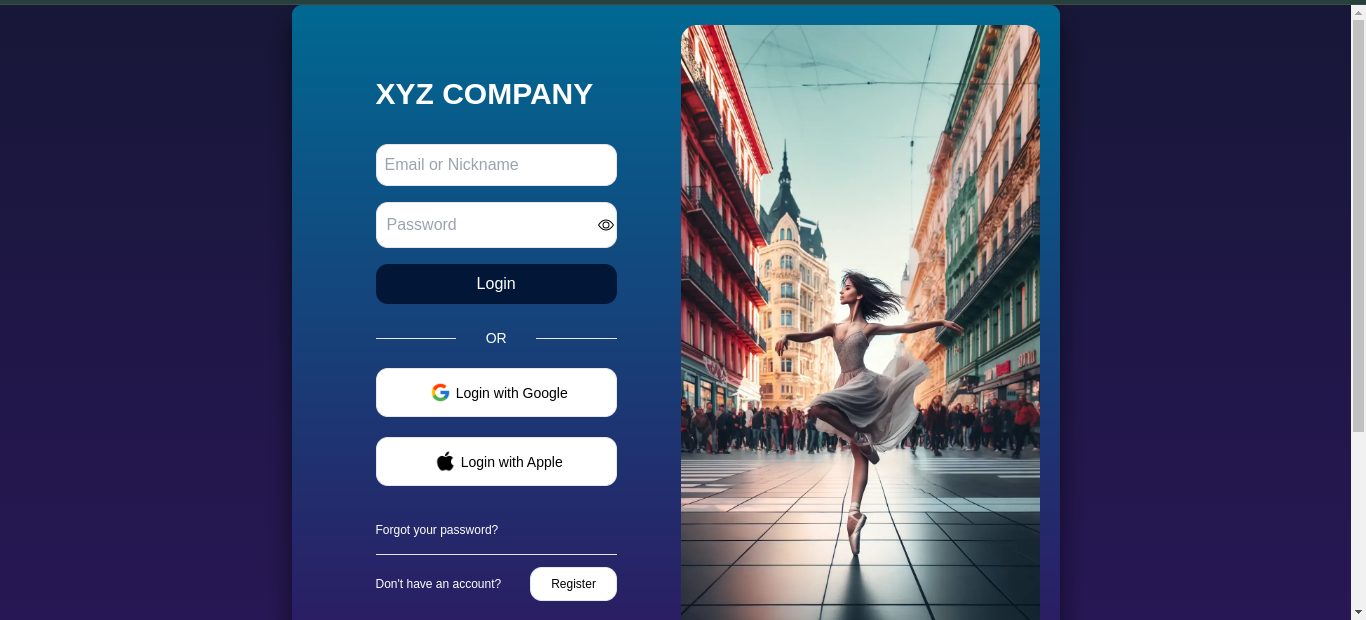 XYZ COMPANY
Email or Nickname
Password
Login
OR
Login with Google
Login with Apple
Forgot your password?
Don't have an account?
Register